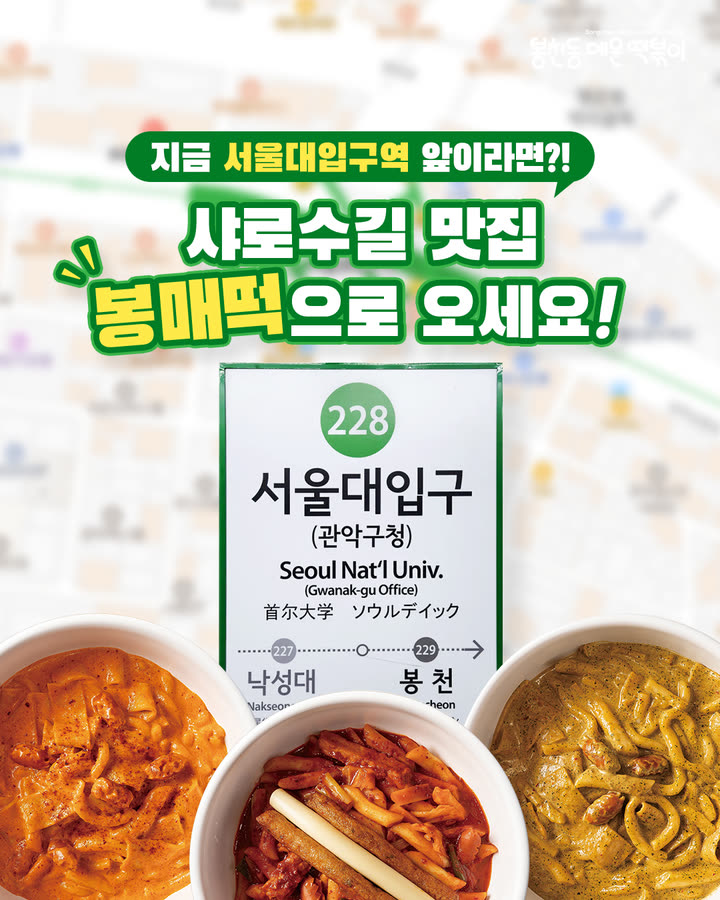 봉천동 매운 떡볶이
지금 서울대입구역 앞이라면?!
샤로수길 맛집
봉매떡으로 오세요!
228
서울대입구
(관악구청)
Seoul Nat'l Univ.
(Gwanak-gu Office)
首尔大学 ソウルデイック
227 229
낙성대 봉천